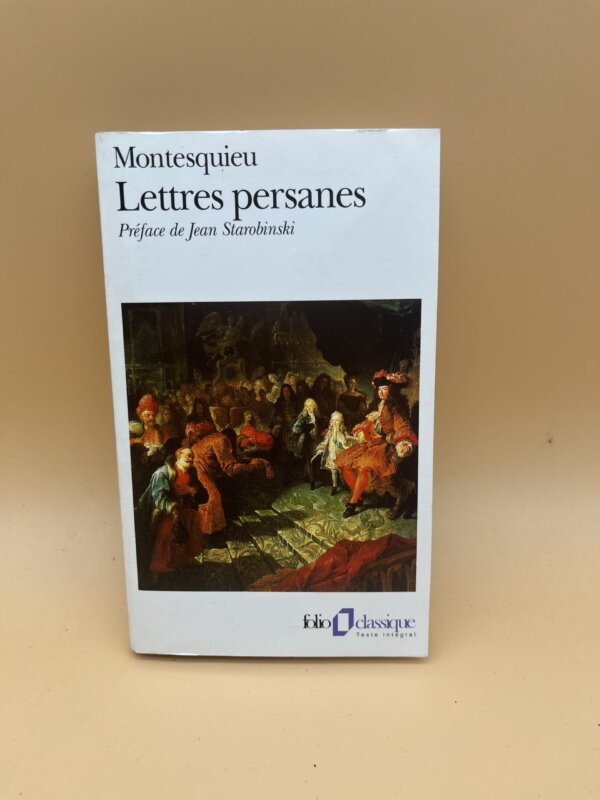 Montesquieu
Lettres persanes
Préface de Jean Starobinski
folio classique
Texte intégral